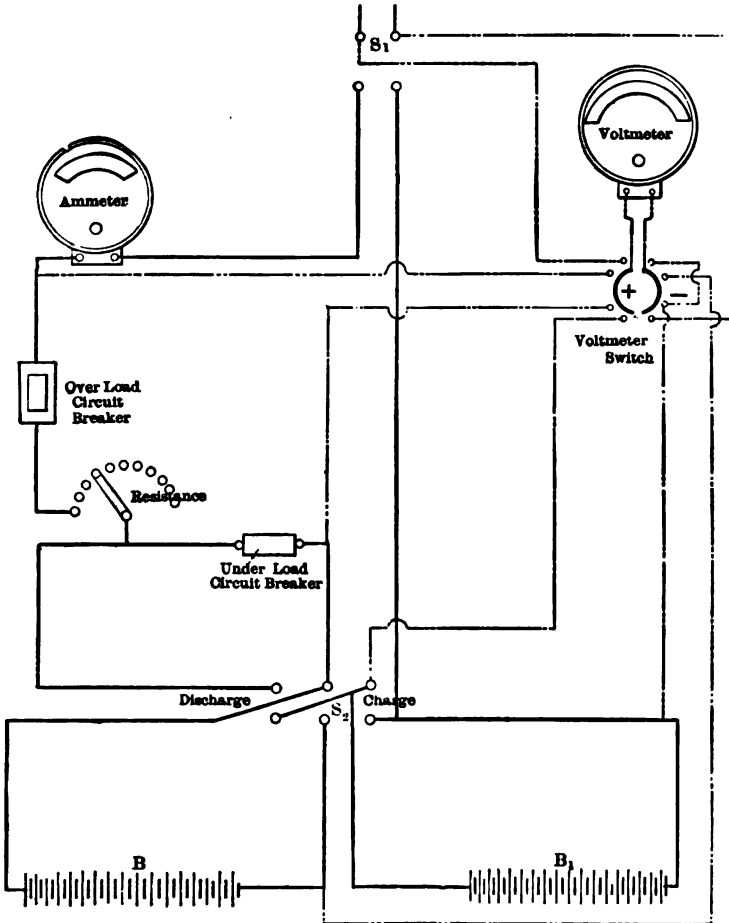 S1
Voltmeter
Ammeter
+ −
Voltmeter
Switch
Over Load
Circuit
Breaker
Resistance
Under Load
Circuit Breaker
Discharge
S2
Charge
B
B1